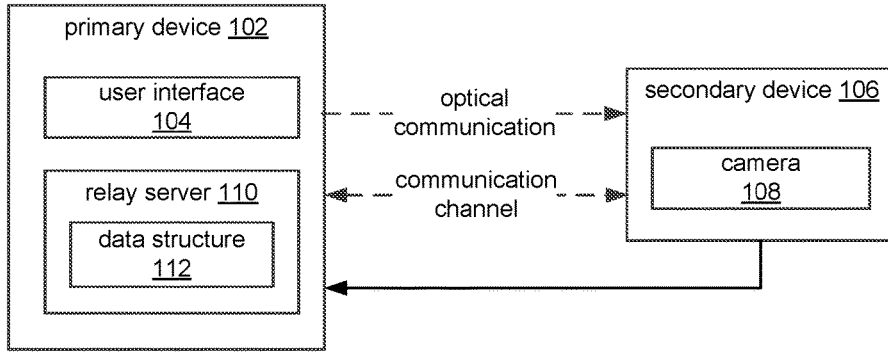 primary device 102
user interface
104
relay server 110
data structure
112
optical
communication
communication
channel
secondary device 106
camera
108